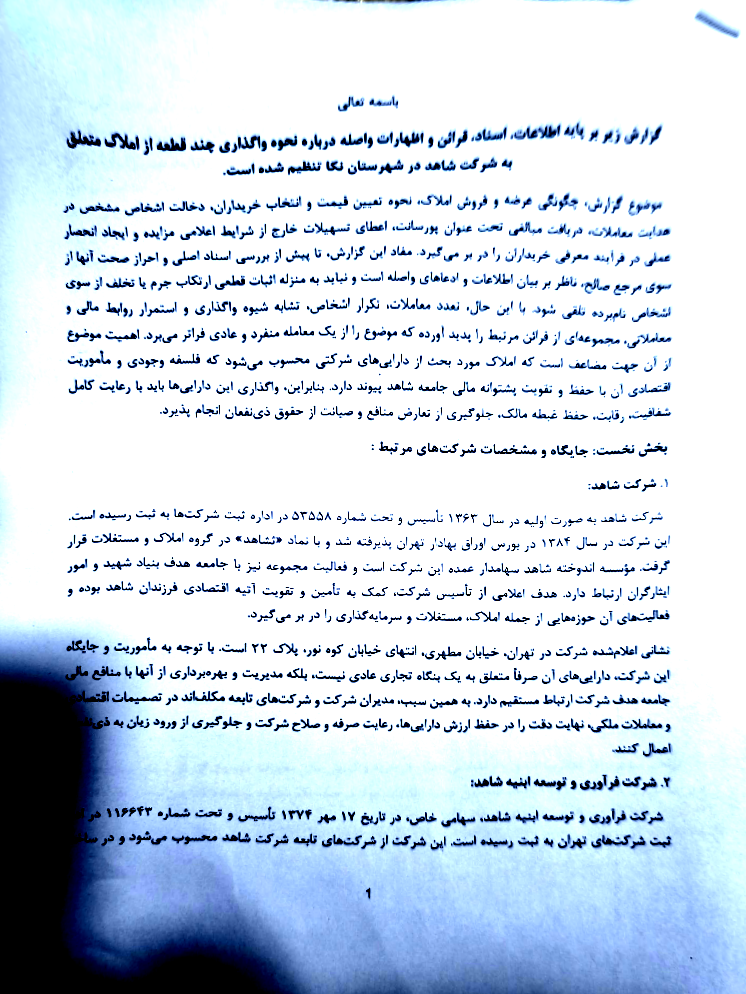 باسمه تعالی
گزارش زیر بر پایه اطلاعات، اسناد، قرائن و اظهارات واصله درباره نحوه واگذاری چند قطعه از املاک متعلق
به شرکت شاهد در شهرستان نکا تنظیم شده است.
موضوع گزارش، چگونگی عرضه و فروش املاک، نحوه تعیین قیمت و انتخاب خریداران، دخالت اشخاص مشخص در
هدایت معاملات، دریافت مبالغی تحت عنوان پورسانت، اعطای تسهیلات خارج از شرایط اعلامی مزایده و ایجاد انحصار
عملی در فرآیند معرفی خریداران را در بر می‌گیرد. مفاد این گزارش، تا پیش از بررسی اسناد اصلی و احراز صحت آنها از
سوی مرجع صالح، ناظر بر بیان اطلاعات و ادعاهای واصله است و نباید به منزله اثبات قطعی ارتکاب جرم یا تخلف از سوی
اشخاص نام‌برده تلقی شود. با این حال، تعدد معاملات، تکرار اشخاص، تشابه شیوه واگذاری و استمرار روابط مالی و
معاملاتی، مجموعه‌ای از قرائن مرتبط را پدید آورده که موضوع را از یک معامله منفرد و عادی فراتر می‌برد. اهمیت موضوع
از آن جهت مضاعف است که املاک مورد بحث از دارایی‌های شرکتی محسوب می‌شود که فلسفه وجودی و مأموریت
اقتصادی آن با حفظ و تقویت پشتوانه مالی جامعه شاهد پیوند دارد. بنابراین، واگذاری این دارایی‌ها باید با رعایت کامل
شفافیت، رقابت، حفظ غبطه مالک، جلوگیری از تعارض منافع و صیانت از حقوق ذی‌نفعان انجام پذیرد.
بخش نخست: جایگاه و مشخصات شرکت‌های مرتبط :
۱. شرکت شاهد:
شرکت شاهد به صورت اولیه در سال ۱۳۶۳ تأسیس و تحت شماره ۵۳۵۵۸ در اداره ثبت شرکت‌ها به ثبت رسیده است.
این شرکت در سال ۱۳۸۴ در بورس اوراق بهادار تهران پذیرفته شد و با نماد «ثشاهد» در گروه املاک و مستغلات قرار
گرفت. مؤسسه اندوخته شاهد سهامدار عمده این شرکت است و فعالیت مجموعه نیز با جامعه هدف بنیاد شهید و امور
ایثارگران ارتباط دارد. هدف اعلامی از تأسیس شرکت، کمک به تأمین و تقویت آتیه اقتصادی فرزندان شاهد بوده و
فعالیت‌های آن حوزه‌هایی از جمله املاک، مستغلات و سرمایه‌گذاری را در بر می‌گیرد.
نشانی اعلام‌شده شرکت در تهران، خیابان مطهری، انتهای خیابان کوه نور، پلاک ۲۲ است. با توجه به مأموریت و جایگاه
این شرکت، دارایی‌های آن صرفاً متعلق به یک بنگاه تجاری عادی نیست، بلکه مدیریت و بهره‌برداری از آنها با منافع مالی
جامعه هدف شرکت ارتباط مستقیم دارد. به همین سبب، مدیران شرکت و شرکت‌های تابعه مکلف‌اند در تصمیمات
و معاملات ملکی، نهایت دقت را در حفظ ارزش دارایی‌ها، رعایت صرفه و صلاح شرکت و جلوگیری از ورود زیان به
اعمال کنند.
۲. شرکت فرآوری و توسعه ابنیه شاهد:
شرکت فرآوری و توسعه ابنیه شاهد، سهامی خاص، در تاریخ ۱۷ مهر ۱۳۷۴ تأسیس و تحت شماره ۱۱۶۶۴۳ در
ثبت شرکت‌های تهران به ثبت رسیده است. این شرکت از شرکت‌های تابعه شرکت شاهد محسوب می‌شود و در
1